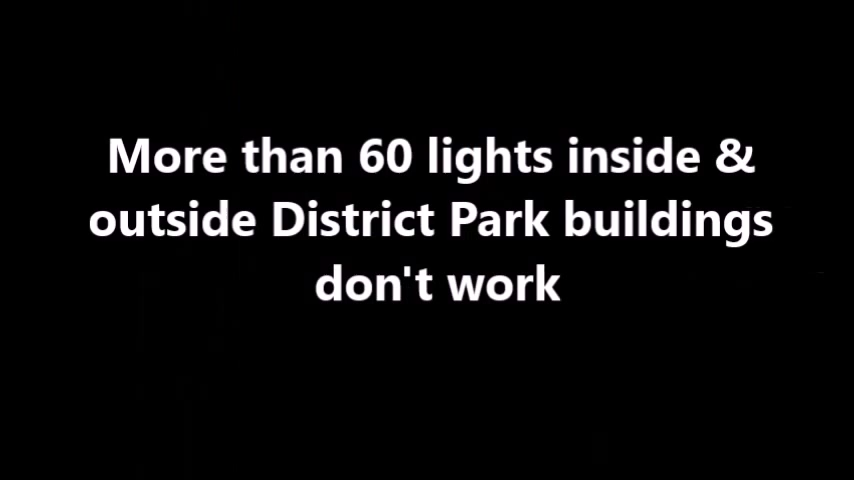 More than 60 lights inside &
outside District Park buildings
don't work